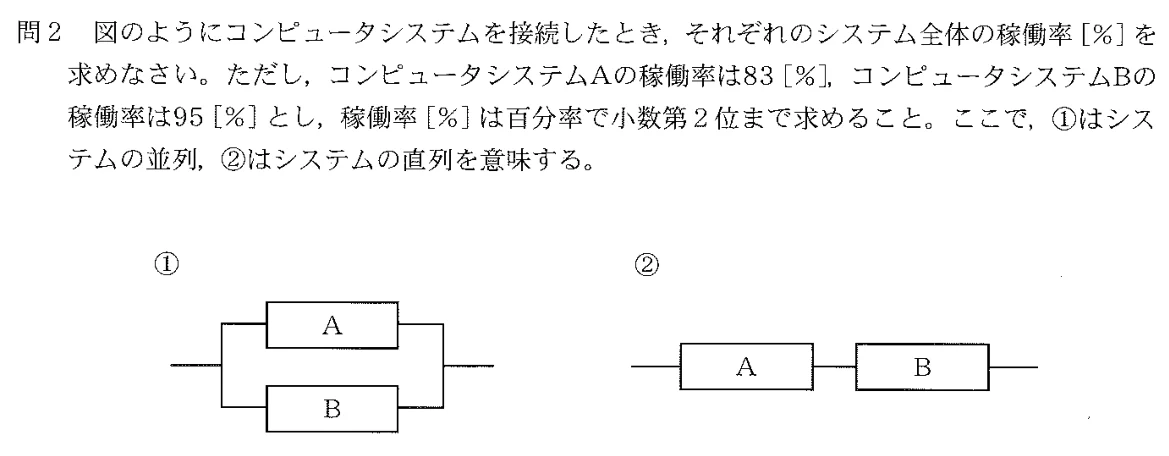 問2 図のようにコンピュータシステムを接続したとき，それぞれのシステム全体の稼働率[％]を
求めなさい。ただし，コンピュータシステムAの稼働率は83[％]，コンピュータシステムBの
稼働率は95[％]とし，稼働率[％]は百分率で小数第2位まで求めること。ここで，①はシス
テムの並列，②はシステムの直列を意味する。
① ②
A
A B
B